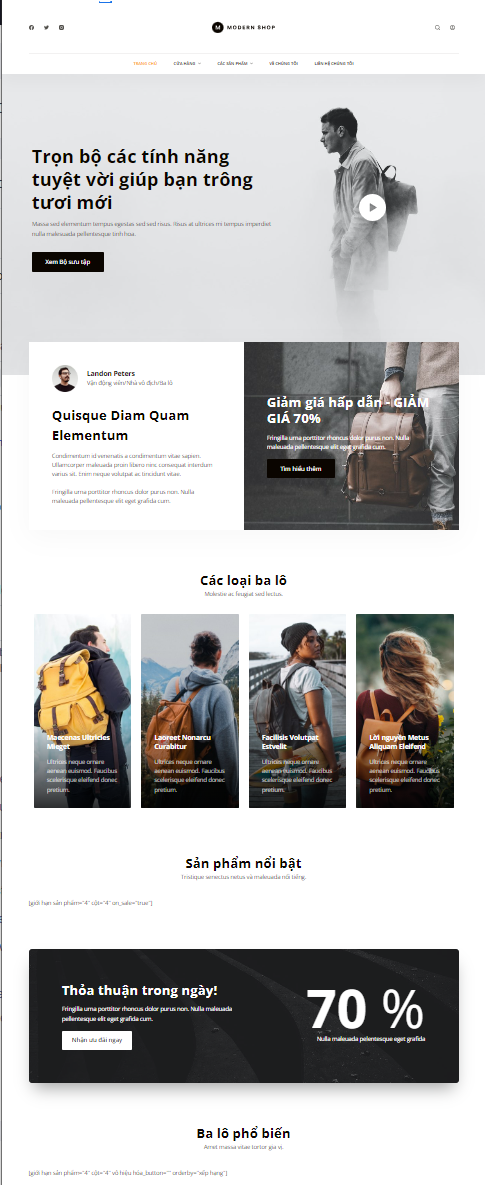 M MODERN SHOP
TRANG CHỦ CỬA HÀNG CÁC SẢN PHẨM VỀ CHÚNG TÔI LIÊN HỆ CHÚNG TÔI
Trọn bộ các tính năng
tuyệt vời giúp bạn trông
tươi mới
Massa sed elementum tempus egestas sed sed risus. Risus at ultrices mi tempus imperdiet
nulla malesuada pellentesque tinh hoa.
Xem Bộ sưu tập
Landon Peters
Vận động viên/Nhà vô địch/Ba lô
Quisque Diam Quam
Elementum
Condimentum id venenatis a condimentum vitae sapien.
Ullamcorper malesuada proin libero nunc consequat interdum
varius sit. Enim neque volutpat ac tincidunt vitae.
Fringilla urna porttitor rhoncus dolor purus non. Nulla
malesuada pellentesque elit eget grafida cum.
Giảm giá hấp dẫn - GIẢM
GIÁ 70%
Fringilla urna porttitor rhoncus dolor purus non. Nulla
malesuada pellentesque elit eget grafida cum.
Tìm hiểu thêm
Các loại ba lô
Molestie ac feugiat sed lectus.
Maecenas Ultricies
Mieget
Ultrices neque ornare
aenean euismod. Faucibus
scelerisque eleifend donec
pretium.
Laoreet Nonarcu
Curabitur
Ultrices neque ornare
aenean euismod. Faucibus
scelerisque eleifend donec
pretium.
Facilisis Volutpat
Estvelit
Ultrices neque ornare
aenean euismod. Faucibus
scelerisque eleifend donec
pretium.
Lời nguyền Metus
Aliquam Eleifend
Ultrices neque ornare
aenean euismod. Faucibus
scelerisque eleifend donec
pretium.
Sản phẩm nổi bật
Tristique senectus netus và malesuada nổi tiếng.
[giới hạn sản phẩm="4" cột="4" on_sale="true"]
Thỏa thuận trong ngày!
Fringilla urna porttitor rhoncus dolor purus non. Nulla malesuada
pellentesque elit eget grafida cum.
Nhận ưu đãi ngay
70 %
Nulla malesuada pelentesque eget grafida
Ba lô phổ biến
Amet massa vitae tortor giá vị.
[giới hạn sản phẩm="4" cột="4" vô hiệu hóa_button="" orderby="xếp hạng"]